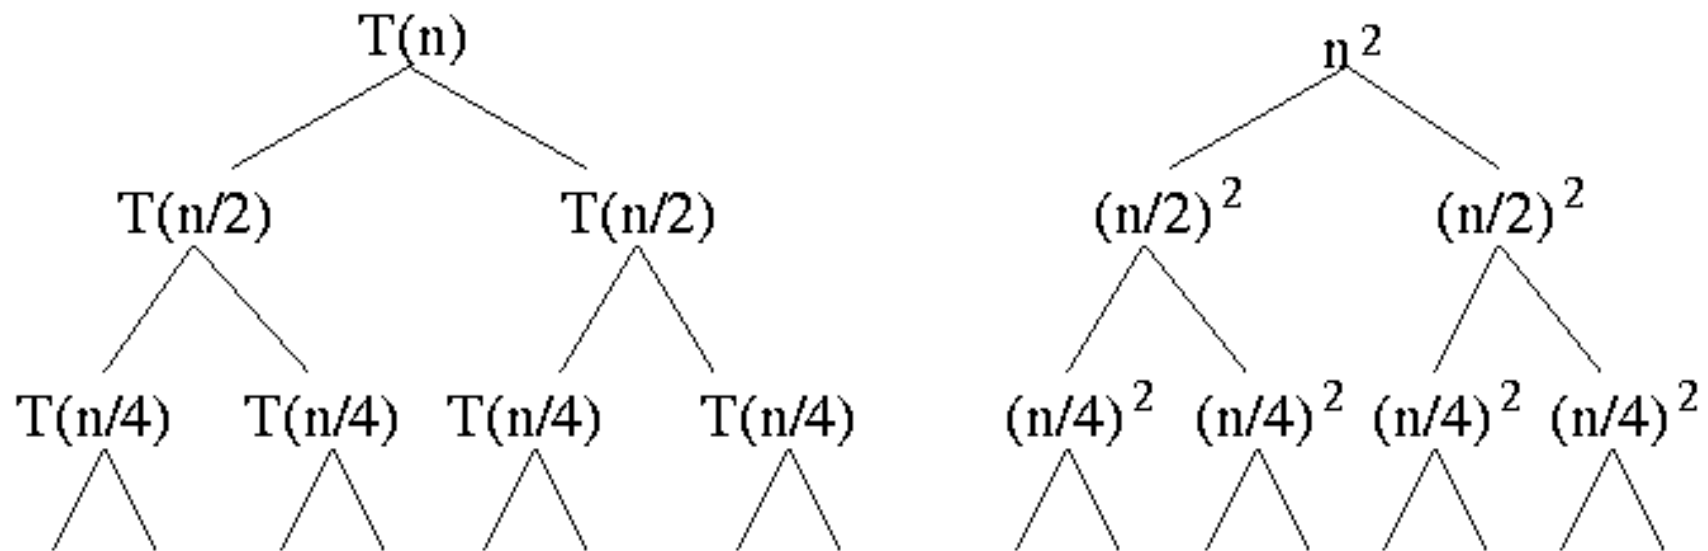 T(n) n²
T(n/2) T(n/2) (n/2)² (n/2)²
T(n/4) T(n/4) T(n/4) T(n/4) (n/4)² (n/4)² (n/4)² (n/4)²